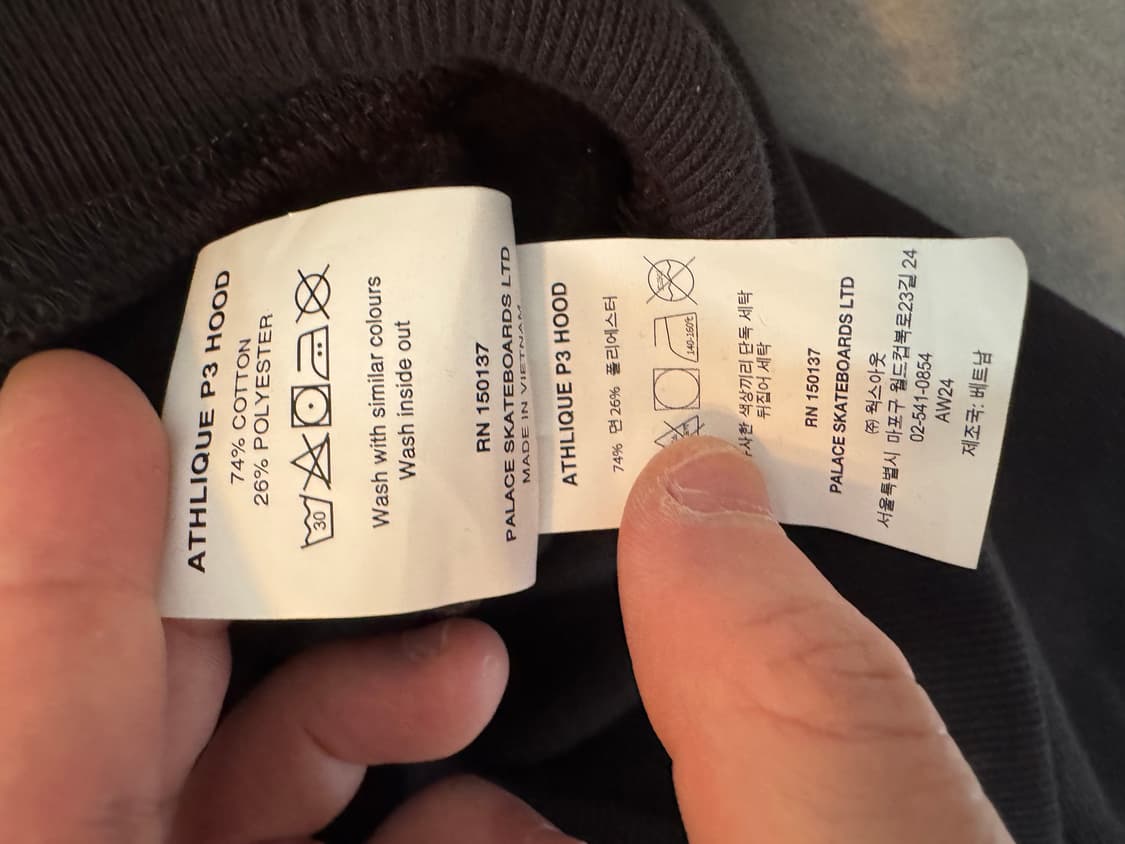 ATHLIQUE P3 HOOD
74% COTTON
26% POLYESTER
30
Wash with similar colours
Wash inside out
RN 150137
PALACE SKATEBOARDS LTD
MADE IN VIETNAM
ATHLIQUE P3 HOOD
74% 면 26% 폴리에스터
140-160℃
색상끼리 단독 세탁
뒤집어 세탁
RN 150137
PALACE SKATEBOARDS LTD
㈜ 웍스아웃
서울특별시 마포구 월드컵북로23길 24
02-541-0854
AW24
제조국: 베트남